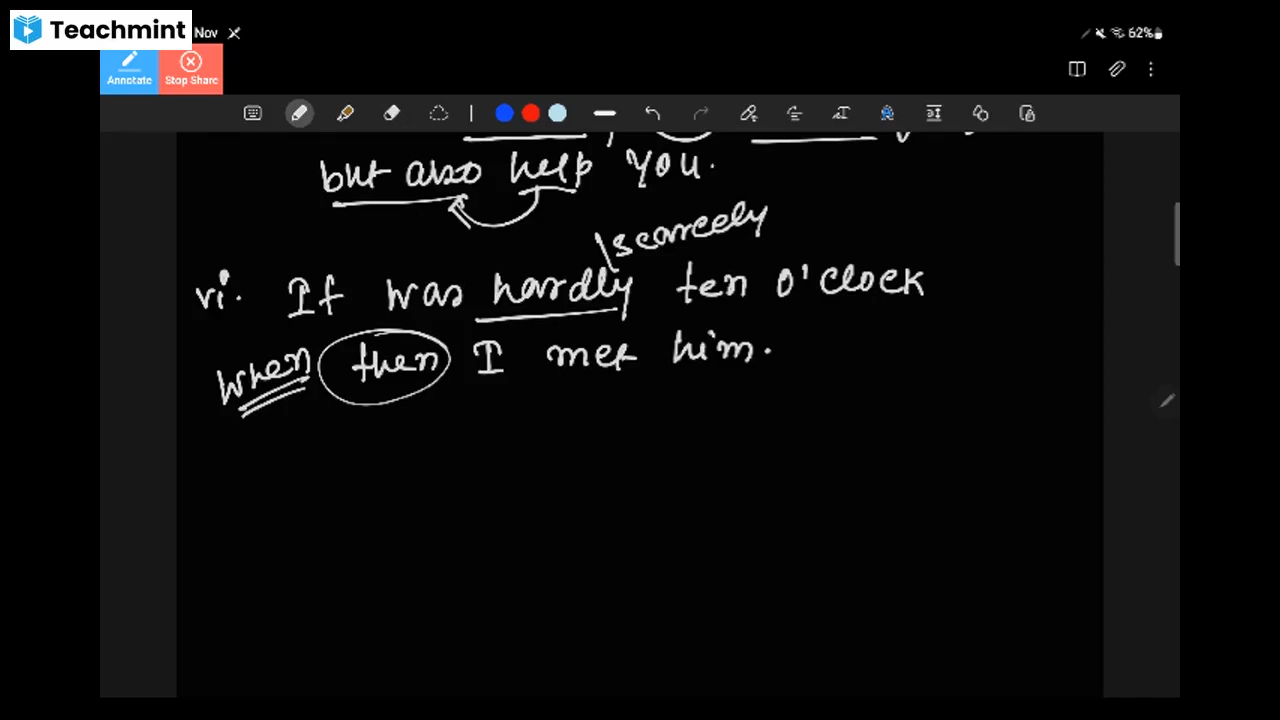 Teachmint
Nov
62%
Annotate Stop Share
but also help you.
\scarcely
vi. It was hardly ten o'clock
when then I met him.